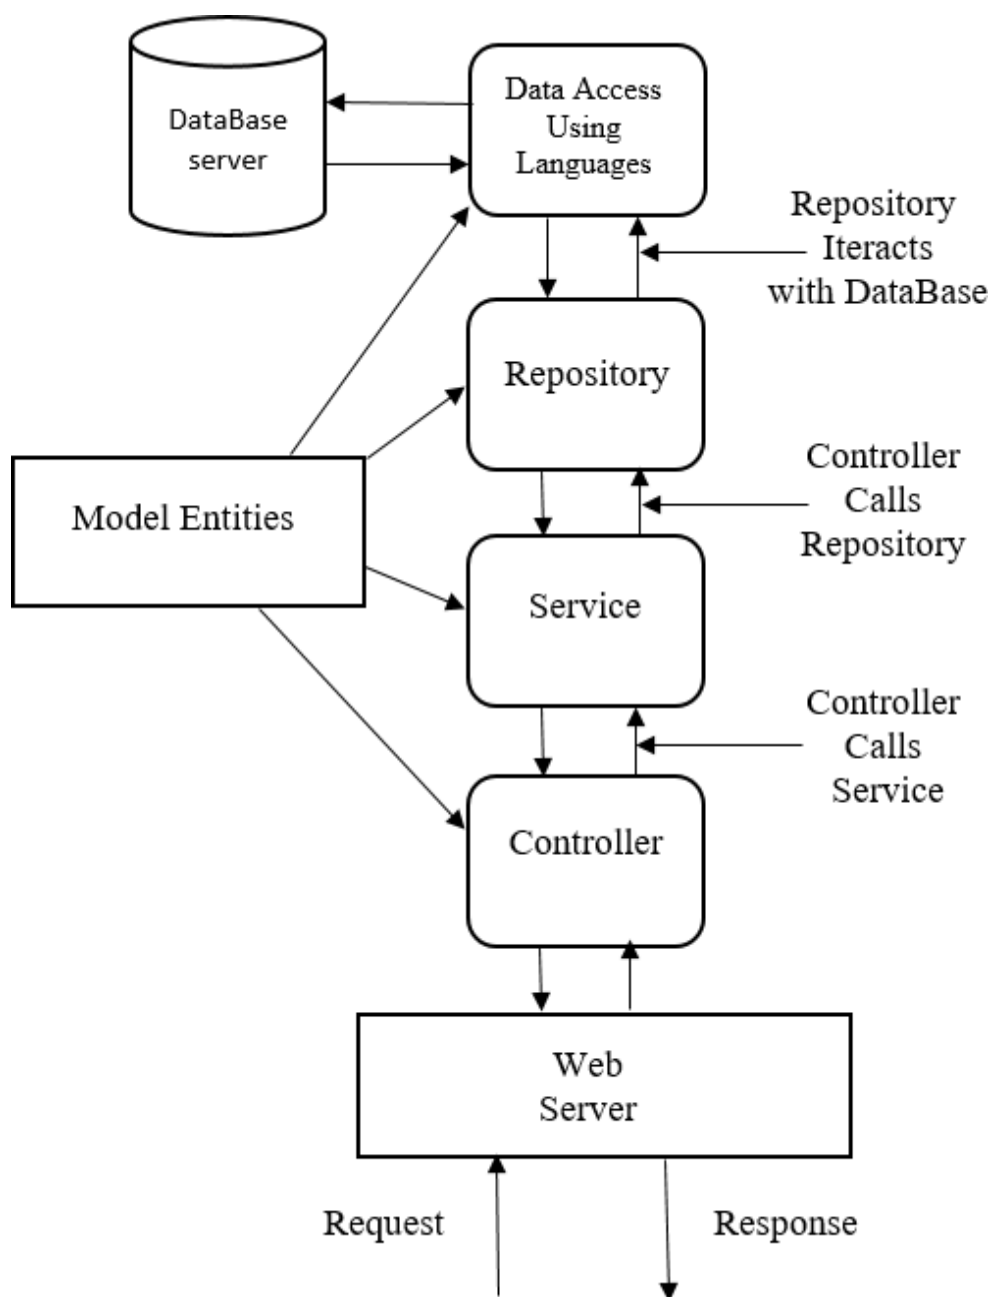 DataBase
server
Data Access
Using
Languages
Repository
Iteracts
with DataBase
Repository
Model Entities
Controller
Calls
Repository
Service
Controller
Calls
Service
Controller
Web
Server
Request
Response